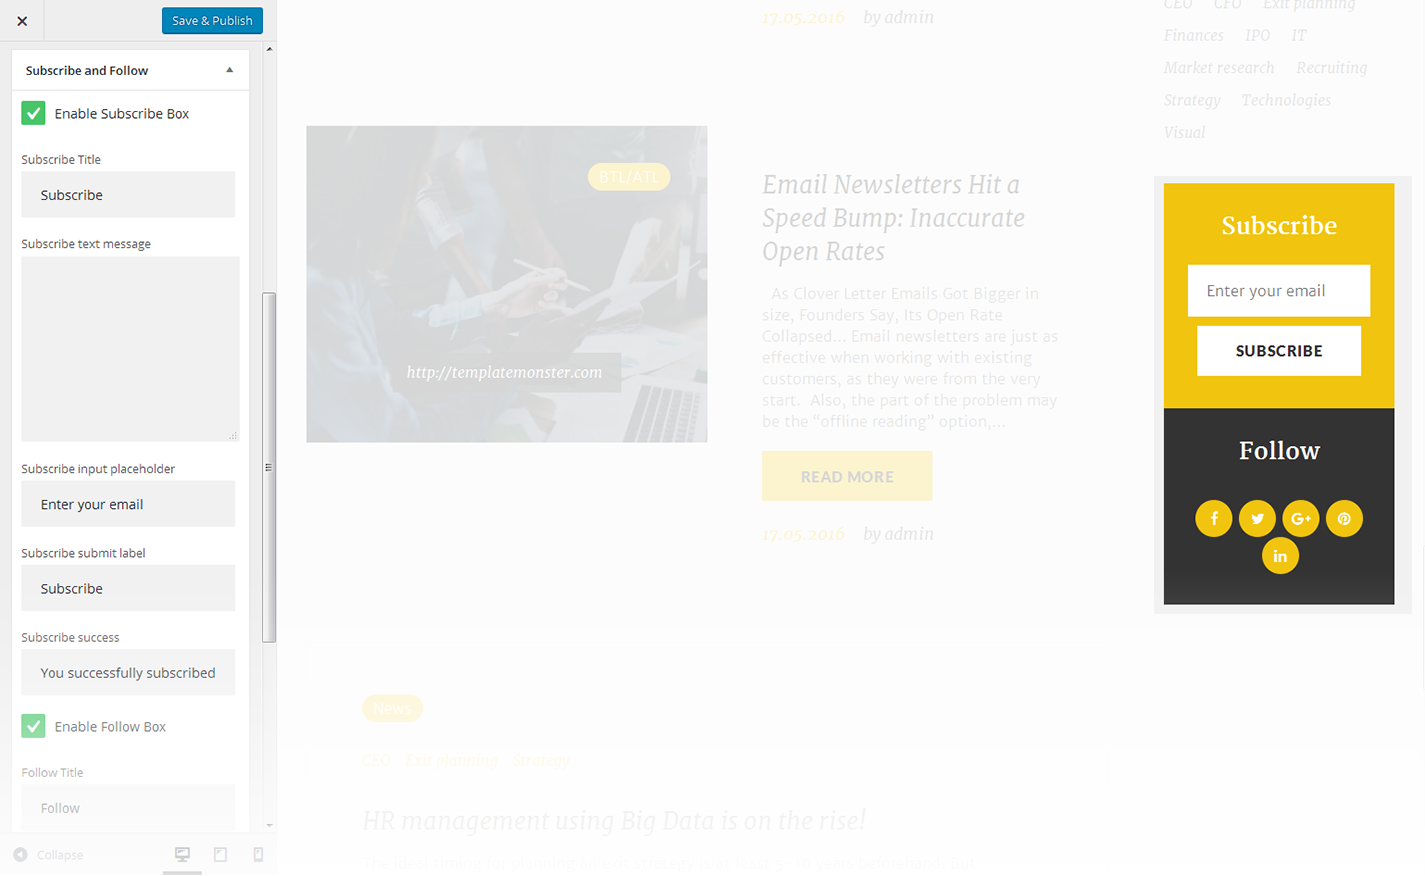 Save & Publish
Subscribe and Follow
Enable Subscribe Box
Subscribe Title
Subscribe
Subscribe text message
Subscribe input placeholder
Enter your email
Subscribe submit label
Subscribe
Subscribe success
You successfully subscribed
Enable Follow Box
Follow Title
Follow
Collapse
17.05.2016 by admin
BTL/ATL
http://templatemonster.com
Email Newsletters Hit a
Speed Bump: Inaccurate
Open Rates
As Clover Letter Emails Got Bigger in
size, Founders Say, Its Open Rate
Collapsed... Email newsletters are just as
effective when working with existing
customers, as they were from the very
start. Also, the part of the problem may
be the “offline reading” option,...
READ MORE
17.05.2016 by admin
News
CEO Exit planning Strategy
HR management using Big Data is on the rise!
CEO CFO Exit planning
Finances IPO IT
Market research Recruiting
Strategy Technologies
Visual
Subscribe
Enter your email
SUBSCRIBE
Follow